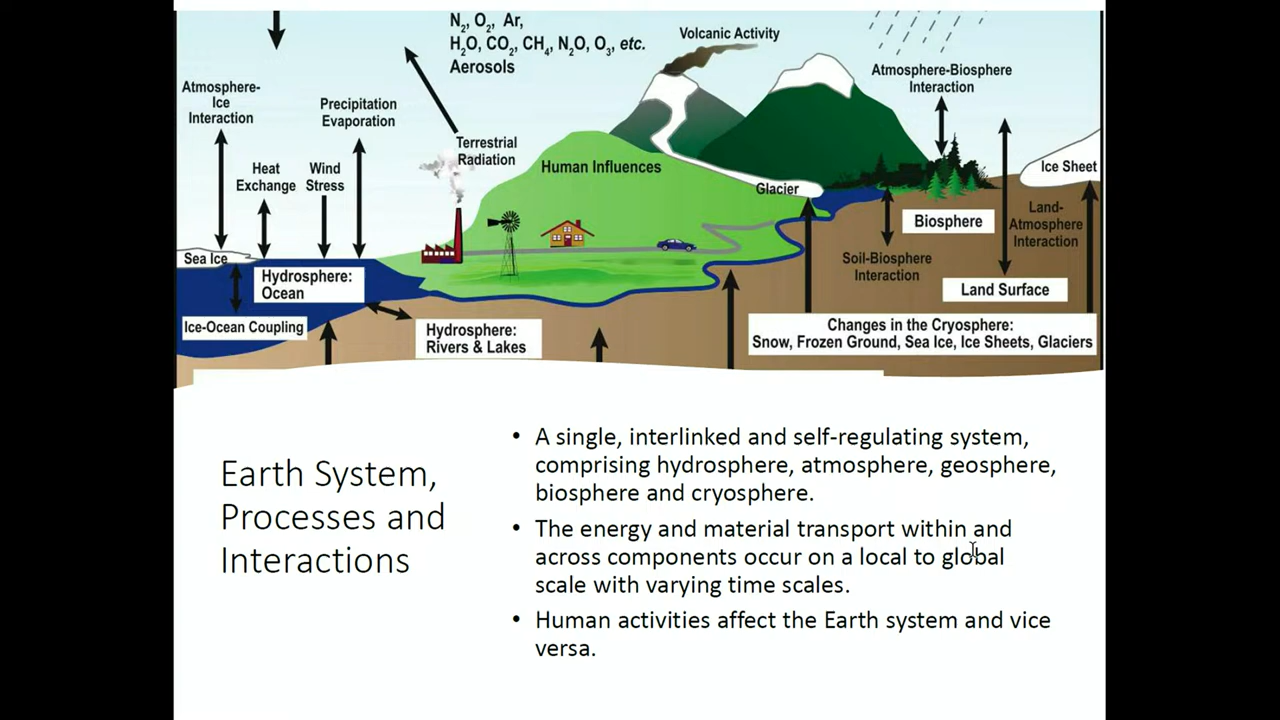 N₂, O₂, Ar,
H₂O, CO₂, CH₄, N₂O, O₃, etc.
Aerosols
Volcanic Activity
Atmosphere-
Ice
Interaction
Precipitation
Evaporation
Terrestrial
Radiation
Atmosphere-Biosphere
Interaction
Heat
Exchange
Wind
Stress
Human Influences
Glacier
Ice Sheet
Biosphere
Land-
Atmosphere
Interaction
Sea Ice
Hydrosphere:
Ocean
Soil-Biosphere
Interaction
Land Surface
Ice-Ocean Coupling
Hydrosphere:
Rivers & Lakes
Changes in the Cryosphere:
Snow, Frozen Ground, Sea Ice, Ice Sheets, Glaciers
Earth System,
Processes and
Interactions
• A single, interlinked and self-regulating system,
comprising hydrosphere, atmosphere, geosphere,
biosphere and cryosphere.
• The energy and material transport within and
across components occur on a local to global
scale with varying time scales.
• Human activities affect the Earth system and vice
versa.